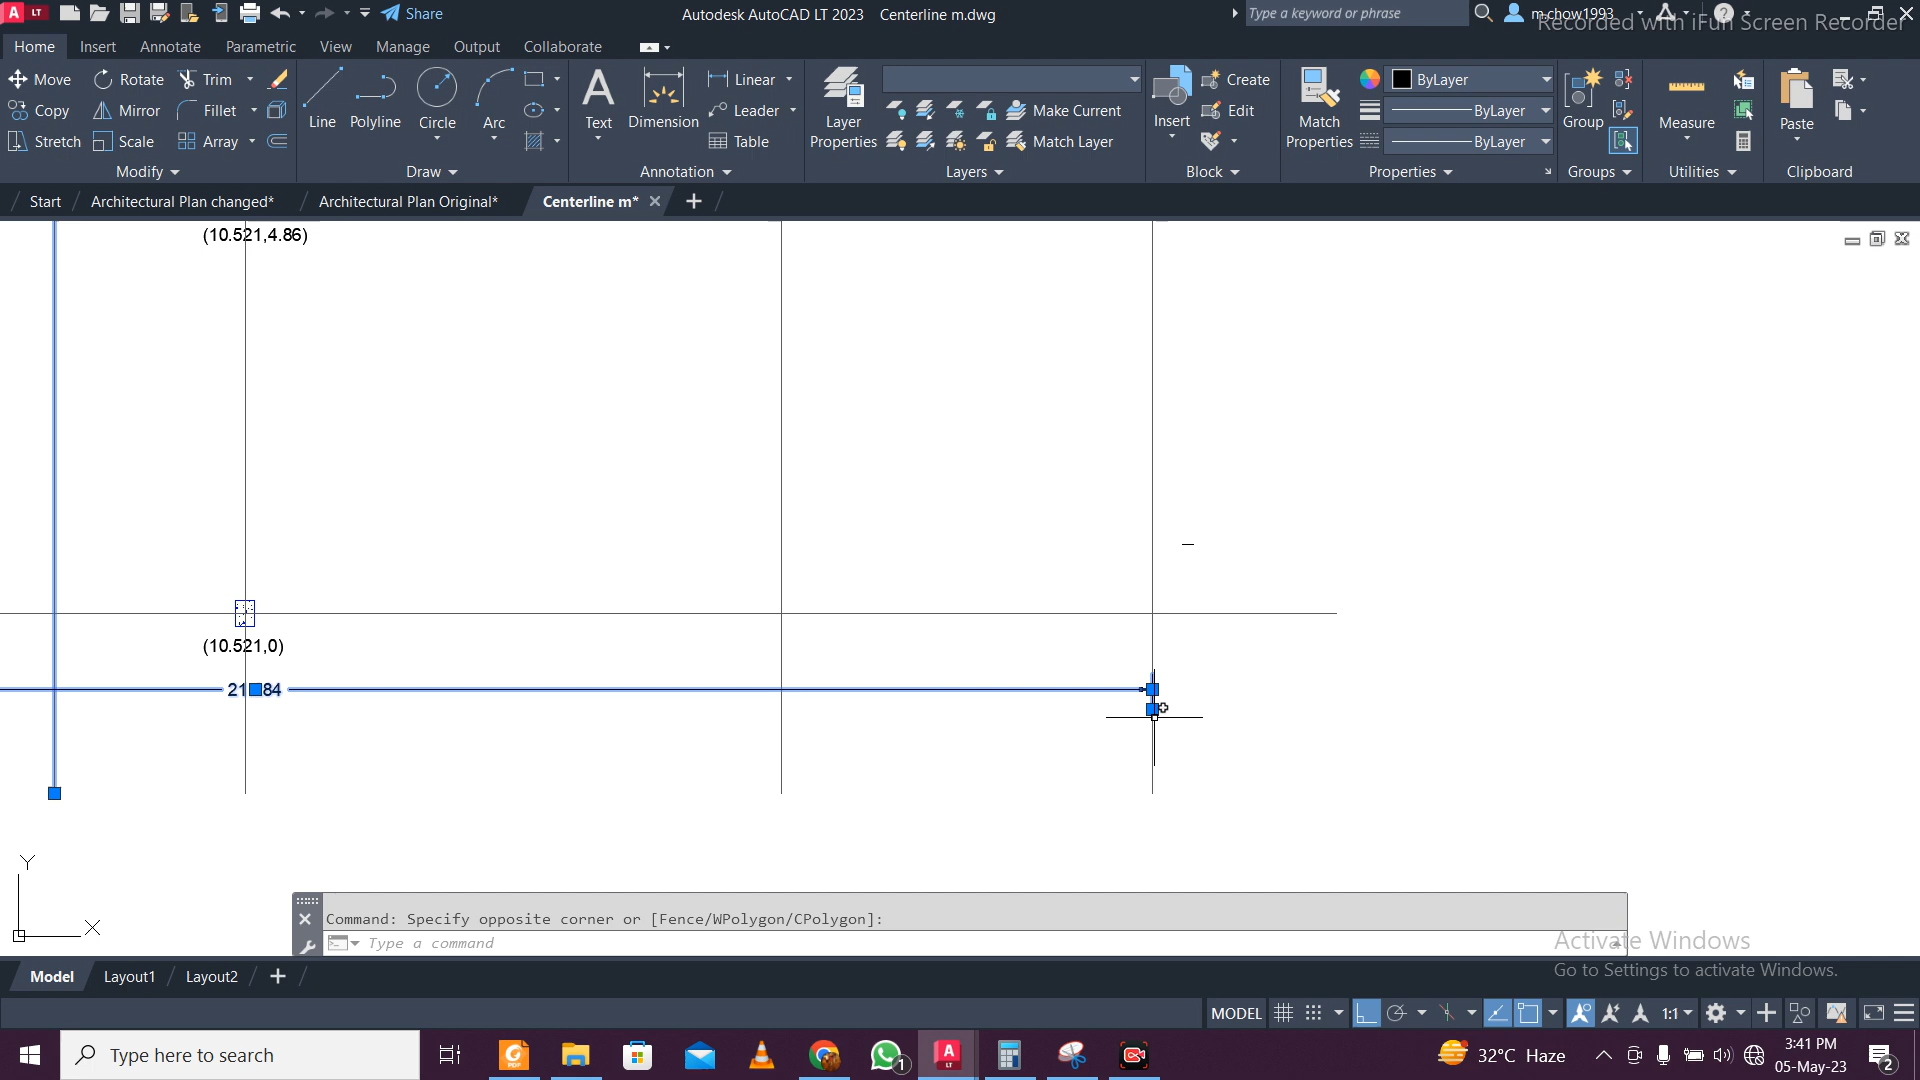 A LT Share Autodesk AutoCAD LT 2023 Centerline m.dwg Type a keyword or phrase m.chow1993
Recorded with iFun Screen Recorder
Home Insert Annotate Parametric View Manage Output Collaborate
Move Rotate Trim Linear Create ByLayer
Copy Mirror Fillet Leader Make Current Edit ByLayer
Line Polyline Circle Arc Text Dimension Layer Insert Match Group Measure Paste
Stretch Scale Array Table Properties Match Layer Properties ByLayer
Modify Draw Annotation Layers Block Properties Groups Utilities Clipboard
Start Architectural Plan changed* Architectural Plan Original* Centerline m*
(10.521,4.86)
(10.521,0)
21 84
Y
X
Command: Specify opposite corner or [Fence/WPolygon/CPolygon]:
Type a command
Activate Windows
Go to Settings to activate Windows.
Model Layout1 Layout2
MODEL 1:1
Type here to search 1 32°C Haze 3:41 PM
05-May-23 2